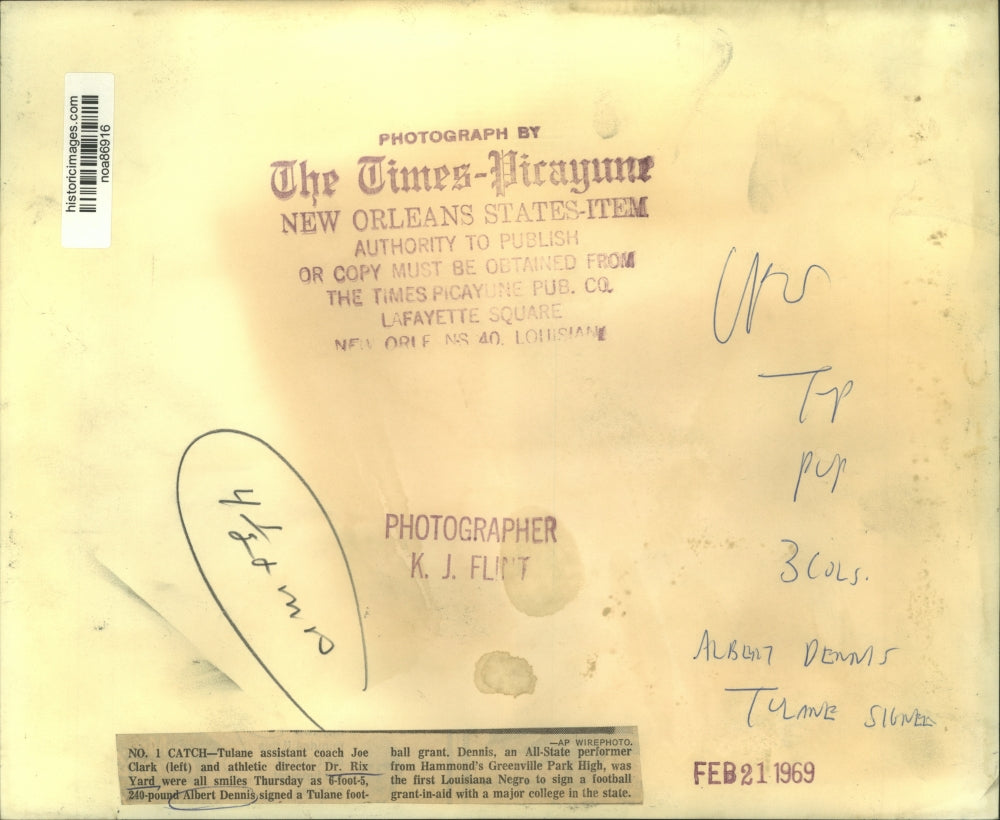 historicimages.com
noa86916
PHOTOGRAPH BY
The Times-Picayune
NEW ORLEANS STATES-ITEM
AUTHORITY TO PUBLISH
OR COPY MUST BE OBTAINED FROM
THE TIMES PICAYUNE PUB. CO.
LAFAYETTE SQUARE
NEW ORLE NS 40, LOUISIANA
Top
pup
3 COLS.
ALBERT DENNIS
TULANE SIGNEE
PHOTOGRAPHER
K. J. FLINT
FEB 21 1969
NO. 1 CATCH—Tulane assistant coach Joe
Clark (left) and athletic director Dr. Rix
Yard were all smiles Thursday as 6-foot-5,
240-pound Albert Dennis signed a Tulane foot-
—AP WIREPHOTO.
ball grant. Dennis, an All-State performer
from Hammond's Greenville Park High, was
the first Louisiana Negro to sign a football
grant-in-aid with a major college in the state.